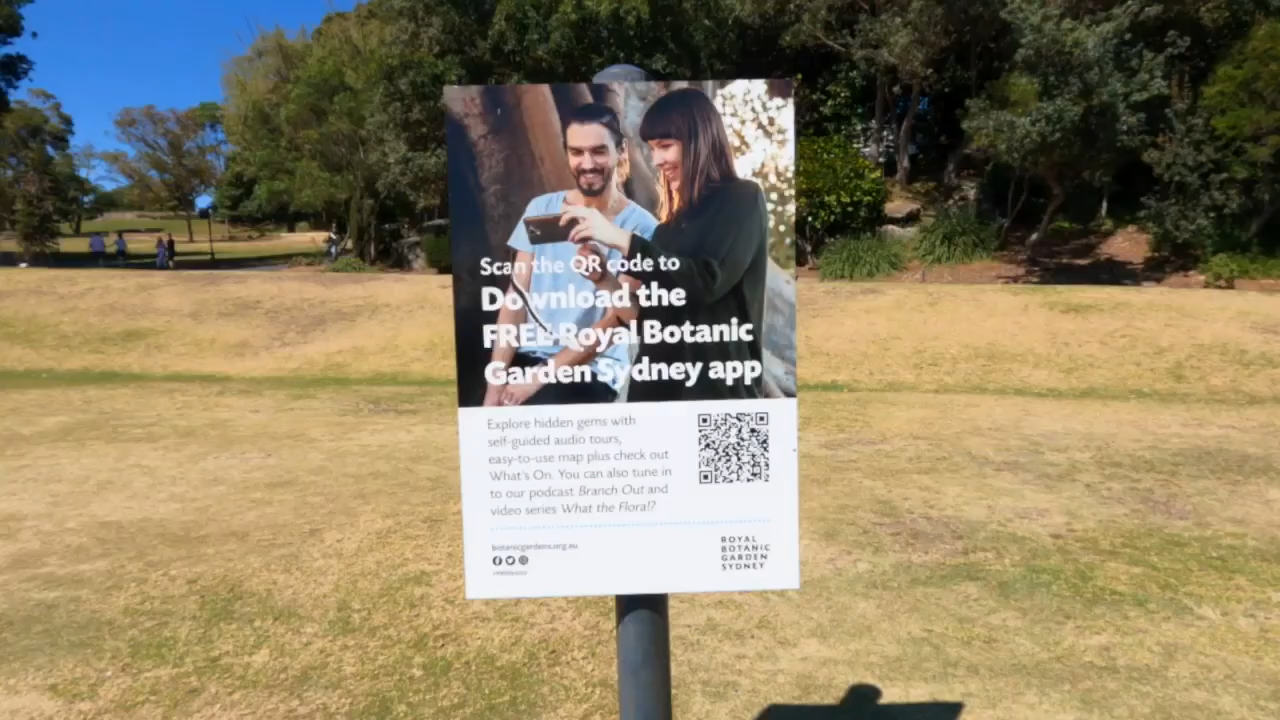 Scan the QR code to
Download the
FREE Royal Botanic
Garden Sydney app
Explore hidden gems with
self-guided audio tours,
easy-to-use map plus check out
What's On. You can also tune in
to our podcast Branch Out and
video series What the Flora!?
botanicgardens.org.au
ROYAL
BOTANIC
GARDEN
SYDNEY